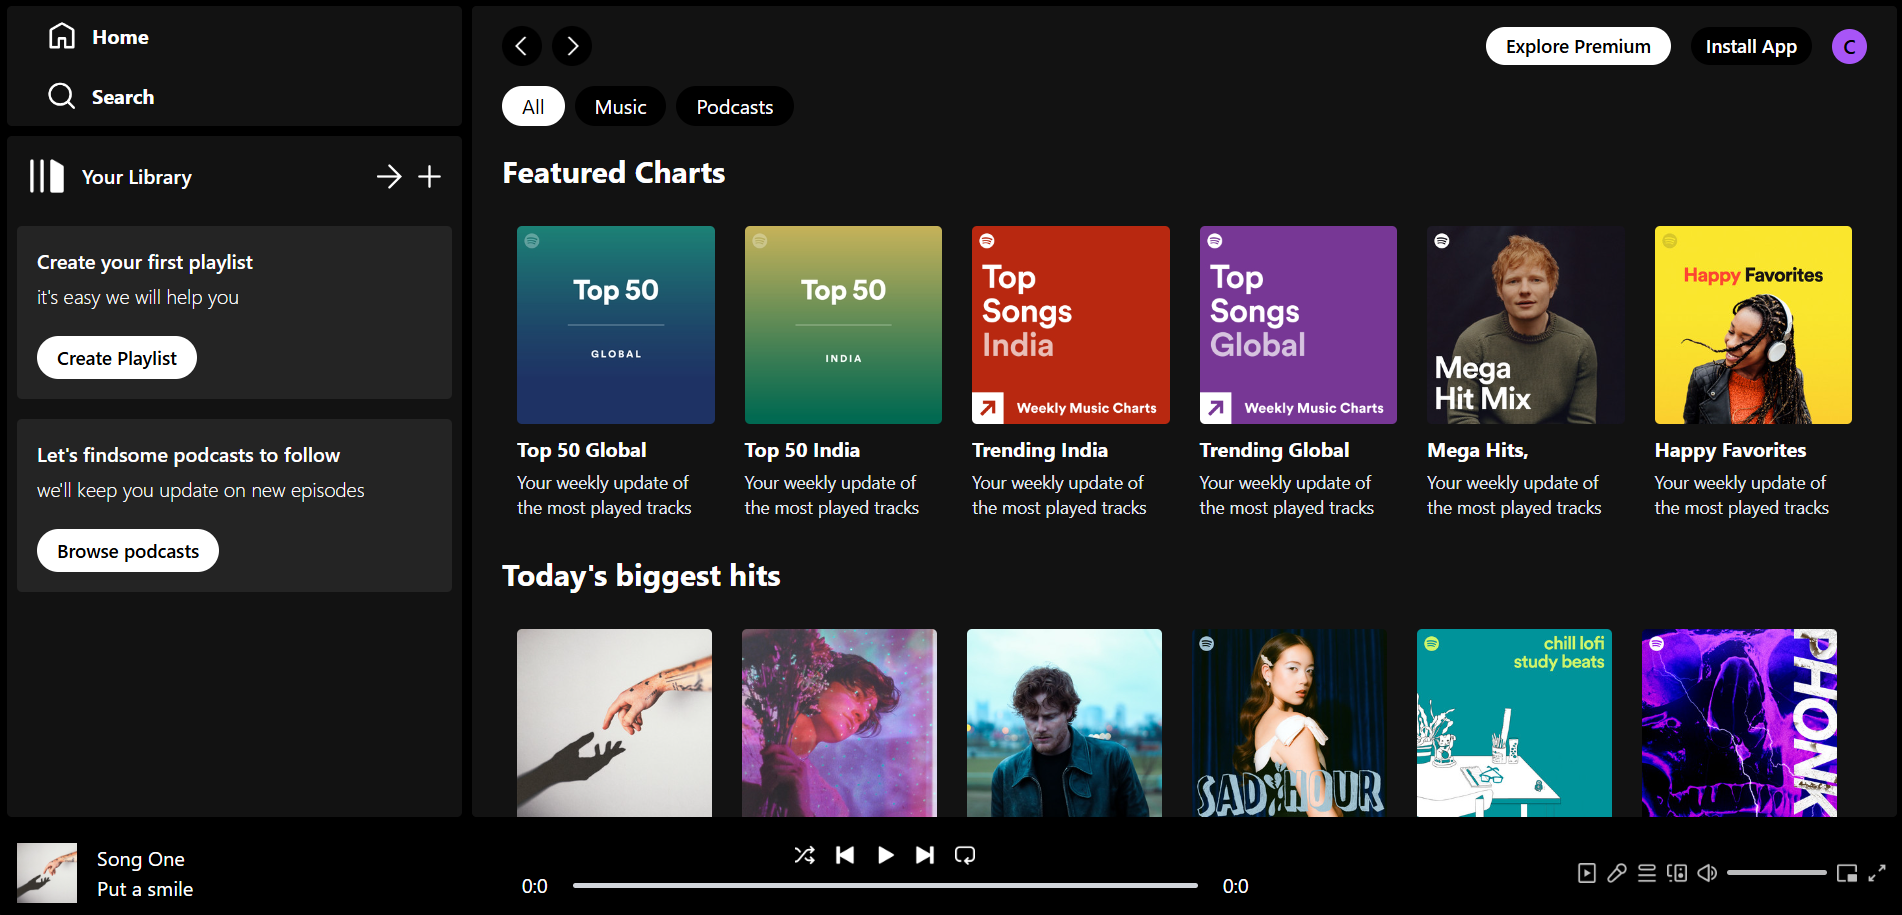 Home
Search
Your Library
Create your first playlist
it's easy we will help you
Create Playlist
Let's findsome podcasts to follow
we'll keep you update on new episodes
Browse podcasts
Explore Premium
Install App
C
All
Music
Podcasts
Featured Charts
Top 50
GLOBAL
Top 50 Global
Your weekly update of
the most played tracks
Top 50
INDIA
Top 50 India
Your weekly update of
the most played tracks
Top
Songs
India
Weekly Music Charts
Trending India
Your weekly update of
the most played tracks
Top
Songs
Global
Weekly Music Charts
Trending Global
Your weekly update of
the most played tracks
Mega
Hit Mix
Mega Hits,
Your weekly update of
the most played tracks
Happy Favorites
Happy Favorites
Your weekly update of
the most played tracks
Today's biggest hits
SAD HOUR
chill lofi
study beats
PHONK
Song One
Put a smile
0:0
0:0